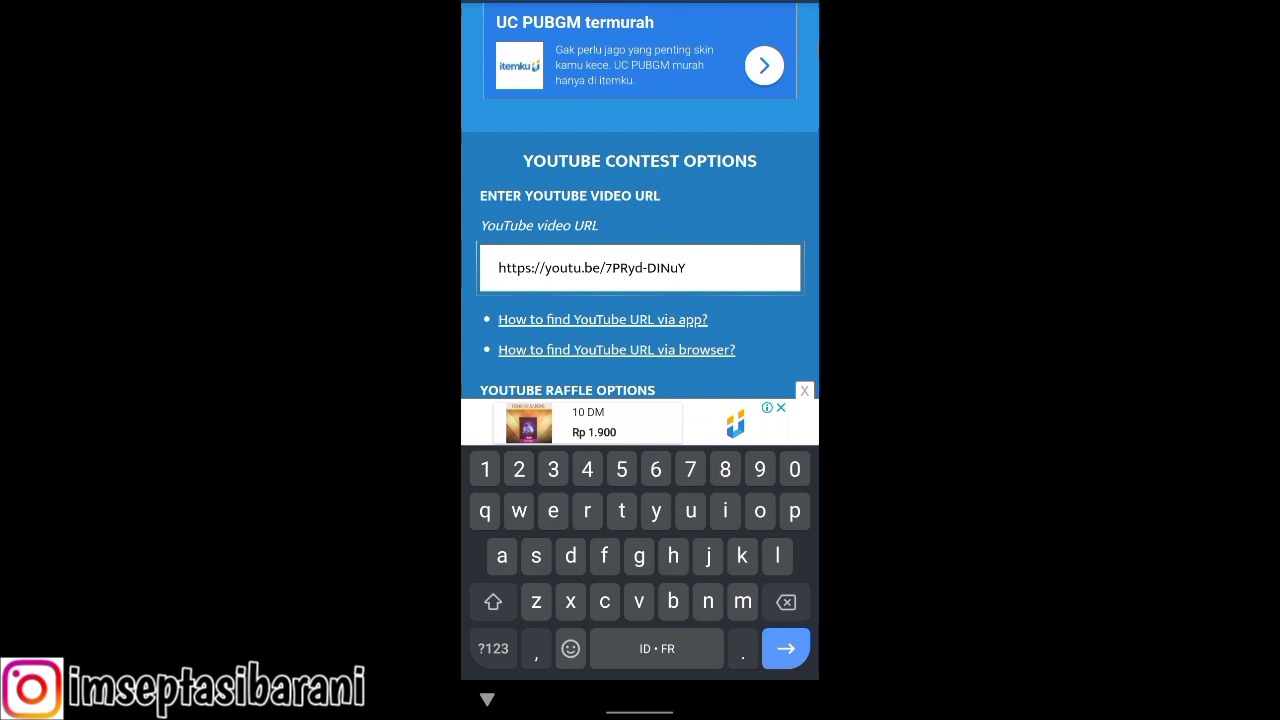 UC PUBGM termurah
itemku
Gak perlu jago yang penting skin
kamu kece. UC PUBGM murah
hanya di itemku.
YOUTUBE CONTEST OPTIONS
ENTER YOUTUBE VIDEO URL
YouTube video URL
https://youtu.be/7PRyd-DINuY
How to find YouTube URL via app?
How to find YouTube URL via browser?
YOUTUBE RAFFLE OPTIONS
X
10 DM
Rp 1.900
1 2 3 4 5 6 7 8 9 0
q w e r t y u i o p
a s d f g h j k l
z x c v b n m
?123 , ID • FR .
imseptasibarani